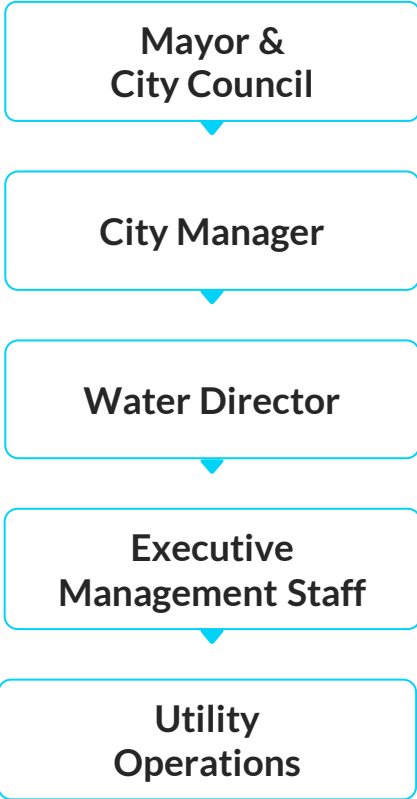 Mayor &
City Council
City Manager
Water Director
Executive
Management Staff
Utility
Operations